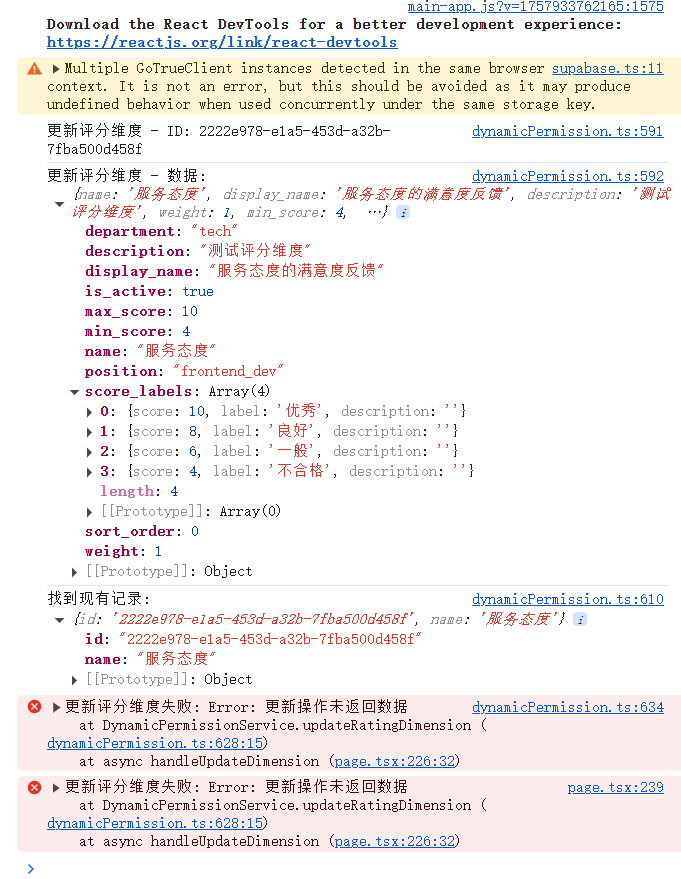 main-app.js?v=1757933762165:1575
Download the React DevTools for a better development experience:
https://reactjs.org/link/react-devtools
Multiple GoTrueClient instances detected in the same browser supabase.ts:11
context. It is not an error, but this should be avoided as it may produce
undefined behavior when used concurrently under the same storage key.
更新评分维度 - ID: 2222e978-e1a5-453d-a32b- dynamicPermission.ts:591
7fba500d458f
更新评分维度 - 数据: dynamicPermission.ts:592
{name: '服务态度', display_name: '服务态度的满意度反馈', description: '测试
评分维度', weight: 1, min_score: 4, …} i
department: "tech"
description: "测试评分维度"
display_name: "服务态度的满意度反馈"
is_active: true
max_score: 10
min_score: 4
name: "服务态度"
position: "frontend_dev"
score_labels: Array(4)
0: {score: 10, label: '优秀', description: ''}
1: {score: 8, label: '良好', description: ''}
2: {score: 6, label: '一般', description: ''}
3: {score: 4, label: '不合格', description: ''}
length: 4
[[Prototype]]: Array(0)
sort_order: 0
weight: 1
[[Prototype]]: Object
找到现有记录: dynamicPermission.ts:610
{id: '2222e978-e1a5-453d-a32b-7fba500d458f', name: '服务态度'} i
id: "2222e978-e1a5-453d-a32b-7fba500d458f"
name: "服务态度"
[[Prototype]]: Object
更新评分维度失败: Error: 更新操作未返回数据 dynamicPermission.ts:634
at DynamicPermissionService.updateRatingDimension (
dynamicPermission.ts:628:15)
at async handleUpdateDimension (page.tsx:226:32)
更新评分维度失败: Error: 更新操作未返回数据 page.tsx:239
at DynamicPermissionService.updateRatingDimension (
dynamicPermission.ts:628:15)
at async handleUpdateDimension (page.tsx:226:32)